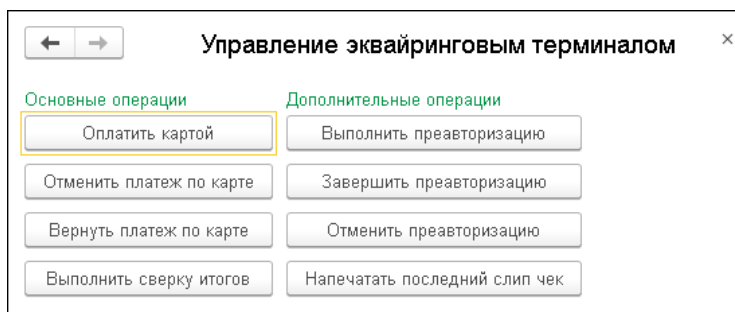 Управление эквайринговым терминалом
Основные операции
Дополнительные операции
Оплатить картой
Выполнить преавторизацию
Отменить платеж по карте
Завершить преавторизацию
Вернуть платеж по карте
Отменить преавторизацию
Выполнить сверку итогов
Напечатать последний слип чек